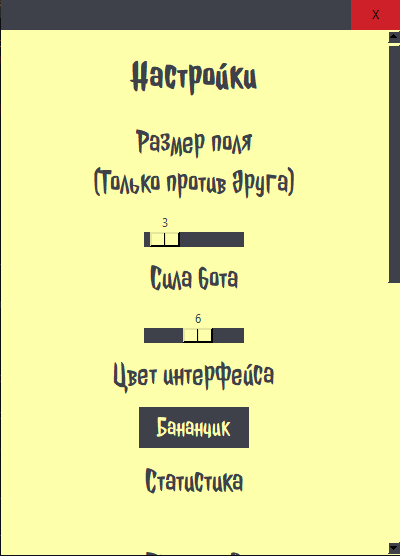 X
Настройки
Размер поля
(Только против друга)
3
Сила бота
6
Цвет интерфейса
Бананчик
Статистика